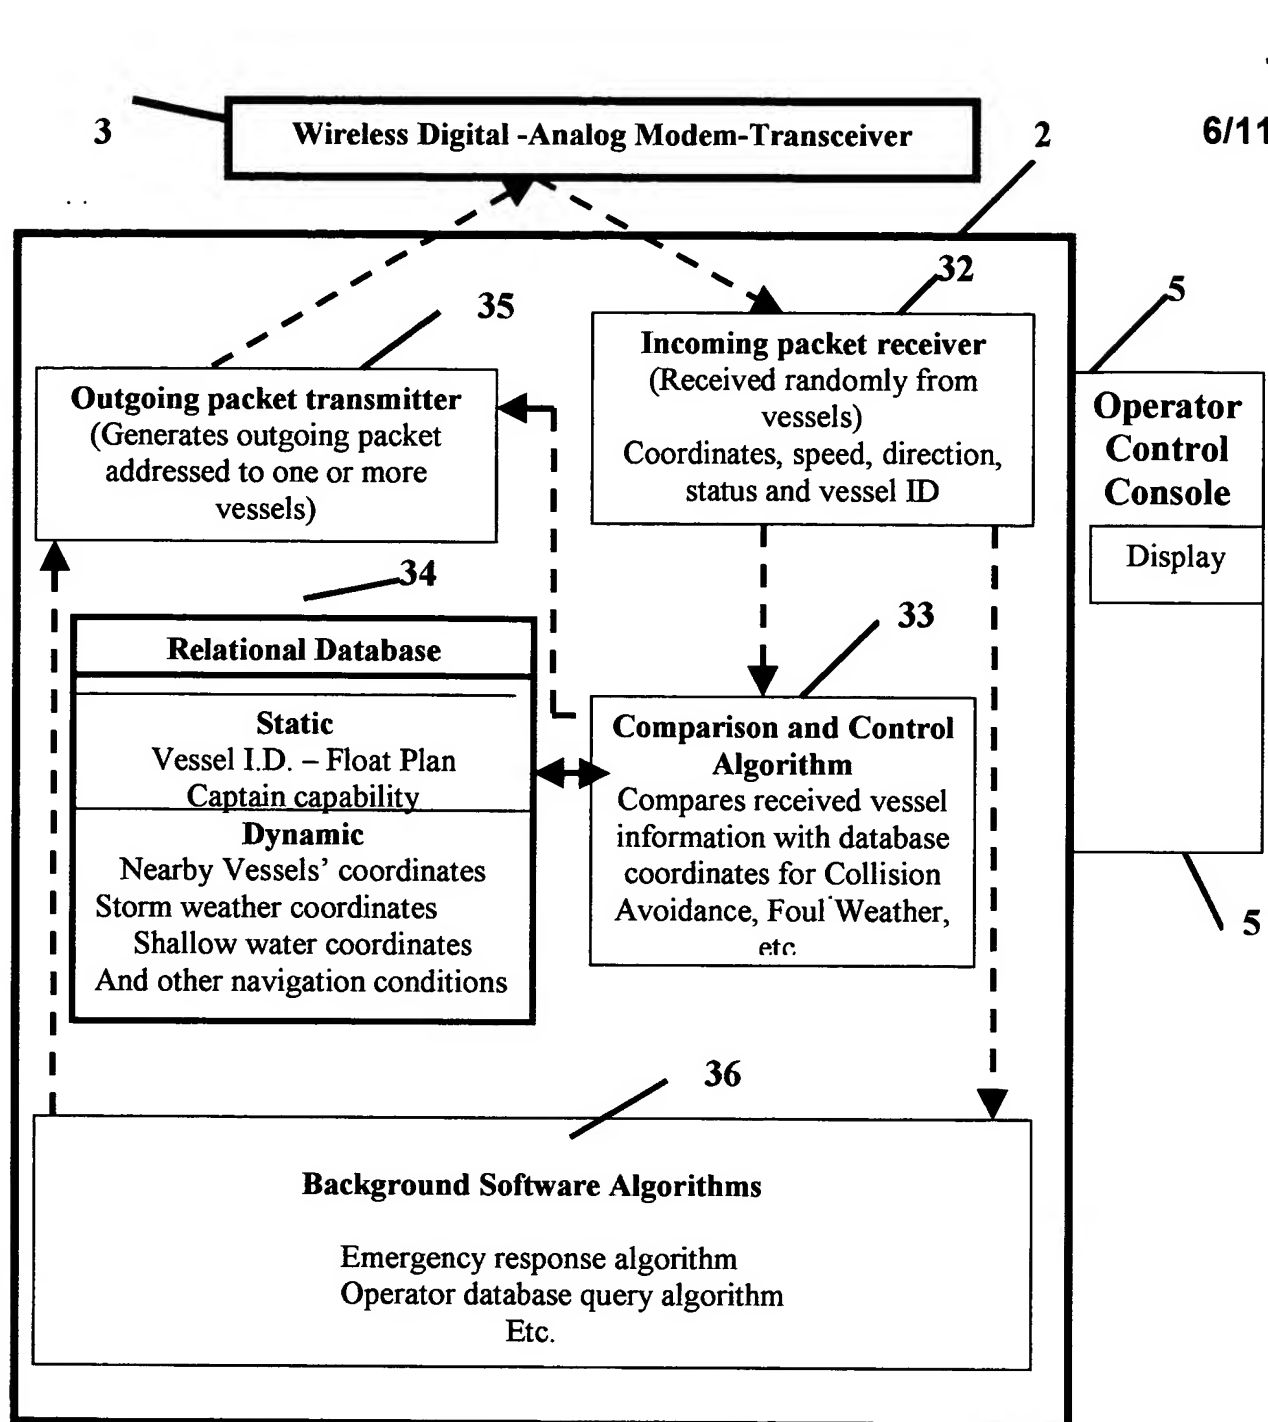 3
Wireless Digital -Analog Modem-Transceiver
2
6/11
32
35
5
Incoming packet receiver
(Received randomly from
vessels)
Coordinates, speed, direction,
status and vessel ID
Outgoing packet transmitter
(Generates outgoing packet
addressed to one or more
vessels)
Operator
Control
Console
Display
34
33
Relational Database
Static
Vessel I.D. – Float Plan
Captain capability
Dynamic
Nearby Vessels’ coordinates
Storm weather coordinates
Shallow water coordinates
And other navigation conditions
Comparison and Control
Algorithm
Compares received vessel
information with database
coordinates for Collision
Avoidance, Foul Weather,
etc.
5
36
Background Software Algorithms
Emergency response algorithm
Operator database query algorithm
Etc.